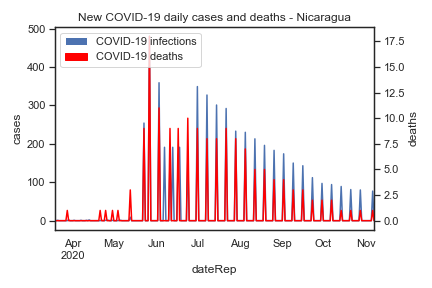 New COVID-19 daily cases and deaths - Nicaragua
COVID-19 infections
COVID-19 deaths
500
400
300
200
100
0
cases
17.5
15.0
12.5
10.0
7.5
5.0
2.5
0.0
deaths
Apr May Jun Jul Aug Sep Oct Nov
2020
dateRep